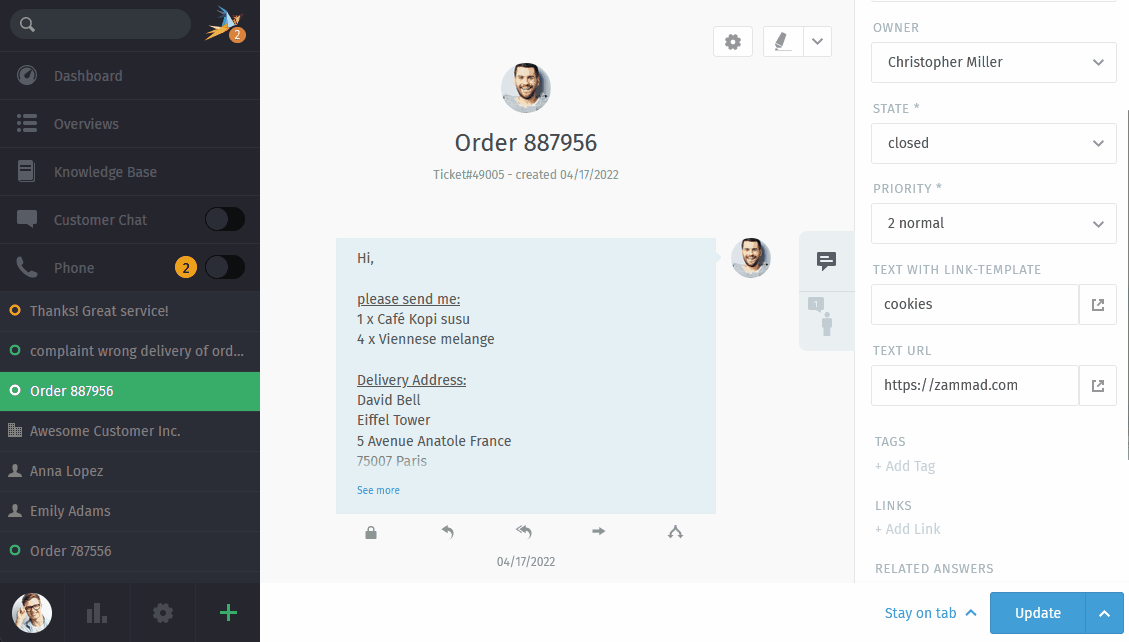 2
Dashboard
Overviews
Knowledge Base
Customer Chat
Phone
2
Thanks! Great service!
complaint wrong delivery of ord...
Order 887956
Awesome Customer Inc.
Anna Lopez
Emily Adams
Order 787556
Order 887956
Ticket#49005 - created 04/17/2022
Hi,
please send me:
1 x Café Kopi susu
4 x Viennese melange
Delivery Address:
David Bell
Eiffel Tower
5 Avenue Anatole France
75007 Paris
See more
04/17/2022
1
OWNER
Christopher Miller
STATE *
closed
PRIORITY *
2 normal
TEXT WITH LINK-TEMPLATE
cookies
TEXT URL
https://zammad.com
TAGS
+ Add Tag
LINKS
+ Add Link
RELATED ANSWERS
Stay on tab
Update